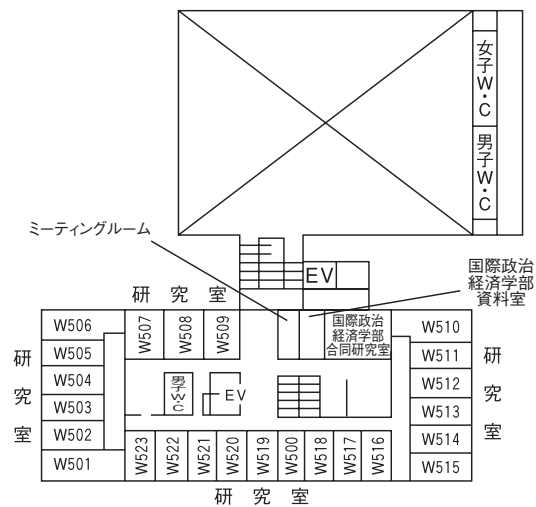 女子W・C
男子W・C
ミーティングルーム
EV
国際政治
経済学部
資料室
研究室
W506
W507
W508
W509
国際政治
経済学部
合同研究室
W510
W505
W511
研究室
W504
W503
W502
W501
男子W・C
EV
W512
W513
W514
W515
研究室
W523
W522
W521
W520
W519
W500
W518
W517
W516
研究室